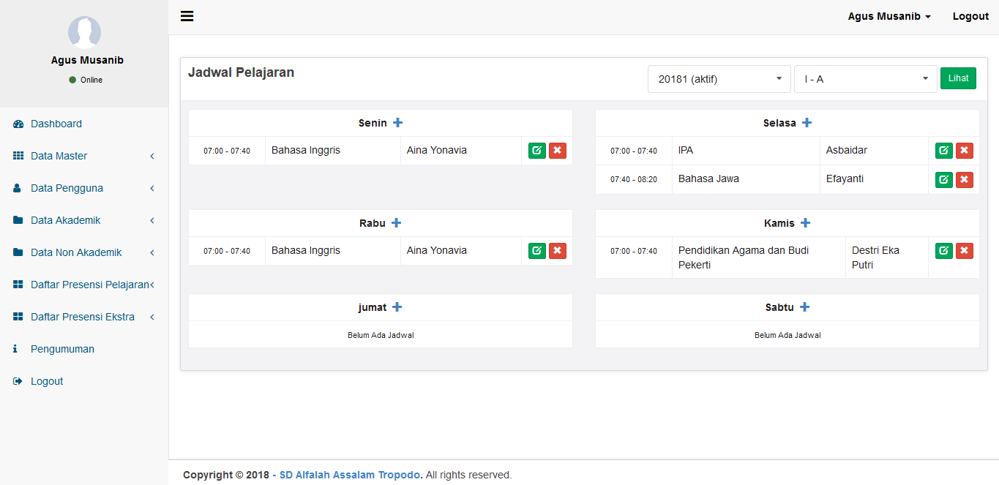 Agus Musanib
Online
Dashboard
Data Master
Data Pengguna
Data Akademik
Data Non Akademik
Daftar Presensi Pelajaran
Daftar Presensi Ekstra
Pengumuman
Logout
Agus Musanib Logout
Jadwal Pelajaran
20181 (aktif) I - A Lihat
Senin
07:00 - 07:40 Bahasa Inggris Aina Yonavia
Selasa
07:00 - 07:40 IPA Asbaidar
07:40 - 08:20 Bahasa Jawa Efayanti
Rabu
07:00 - 07:40 Bahasa Inggris Aina Yonavia
Kamis
07:00 - 07:40 Pendidikan Agama dan Budi Destri Eka
Pekerti Putri
jumat
Belum Ada Jadwal
Sabtu
Belum Ada Jadwal
Copyright © 2018 - SD Alfalah Assalam Tropodo. All rights reserved.